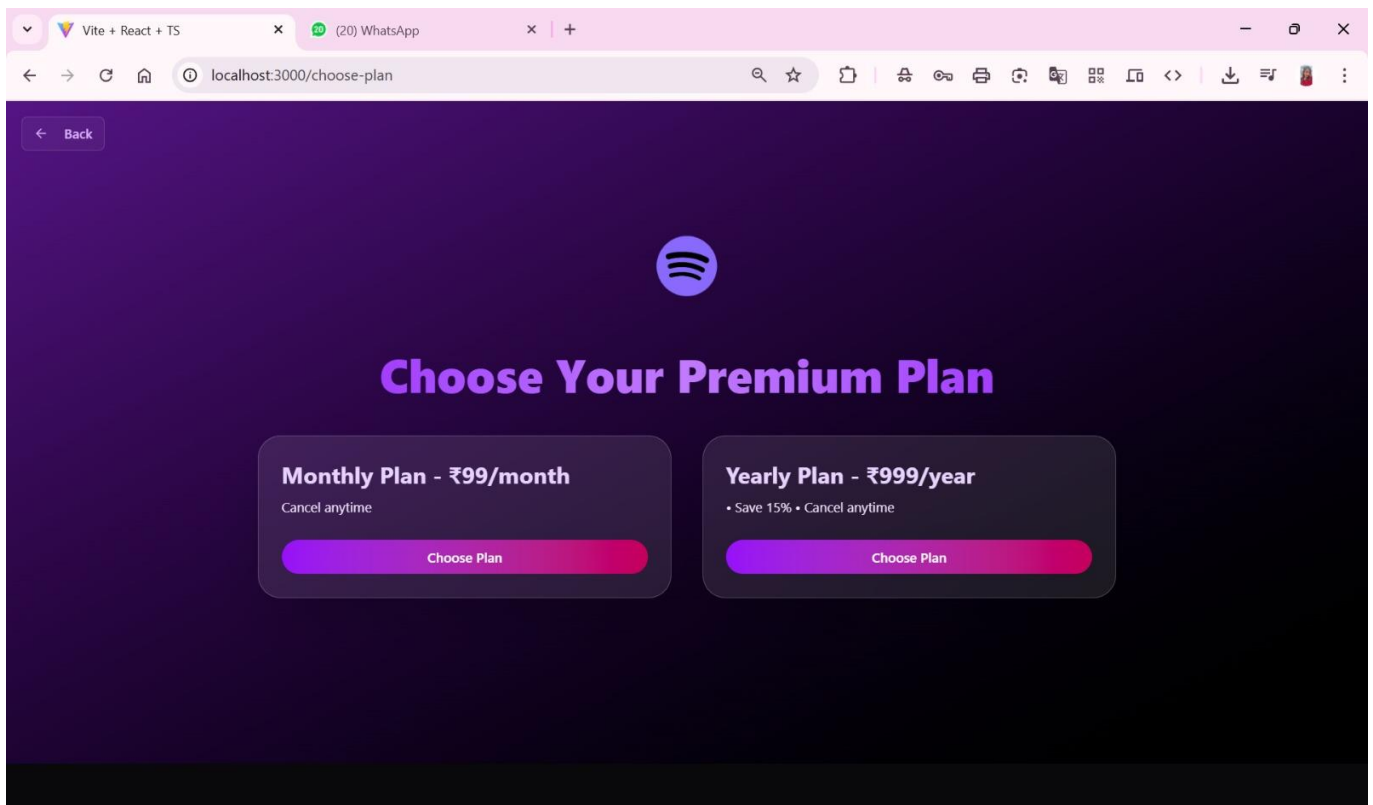 Vite + React + TS
20
(20) WhatsApp
localhost:3000/choose-plan
Back
Choose Your Premium Plan
Monthly Plan - ₹99/month
Cancel anytime
Choose Plan
Yearly Plan - ₹999/year
• Save 15% • Cancel anytime
Choose Plan